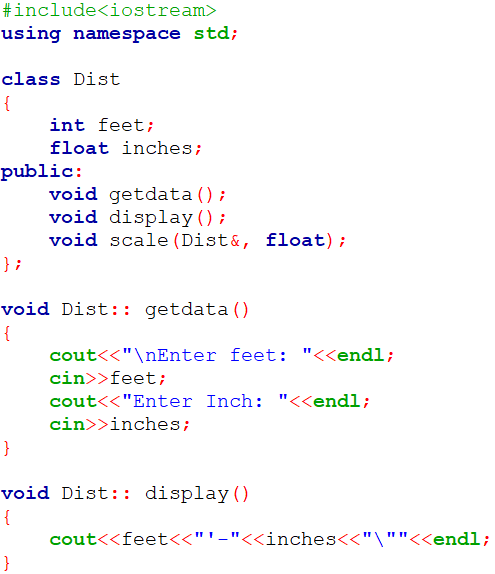 #include<iostream>
using namespace std;
class Dist
{
    int feet;
    float inches;
public:
    void getdata();
    void display();
    void scale(Dist&, float);
};
void Dist:: getdata()
{
    cout<<"\nEnter feet: "<<endl;
    cin>>feet;
    cout<<"Enter Inch: "<<endl;
    cin>>inches;
}
void Dist:: display()
{
    cout<<feet<<"'-"<<inches<<"\""<<endl;
}